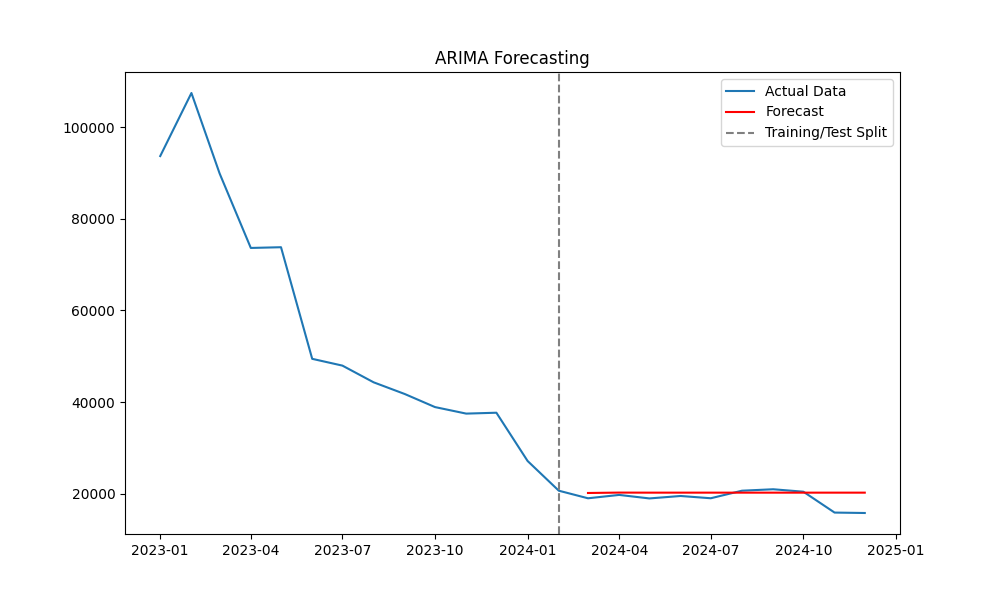 ARIMA Forecasting
Actual Data
Forecast
Training/Test Split
100000
80000
60000
40000
20000
2023-01 2023-04 2023-07 2023-10 2024-01 2024-04 2024-07 2024-10 2025-01